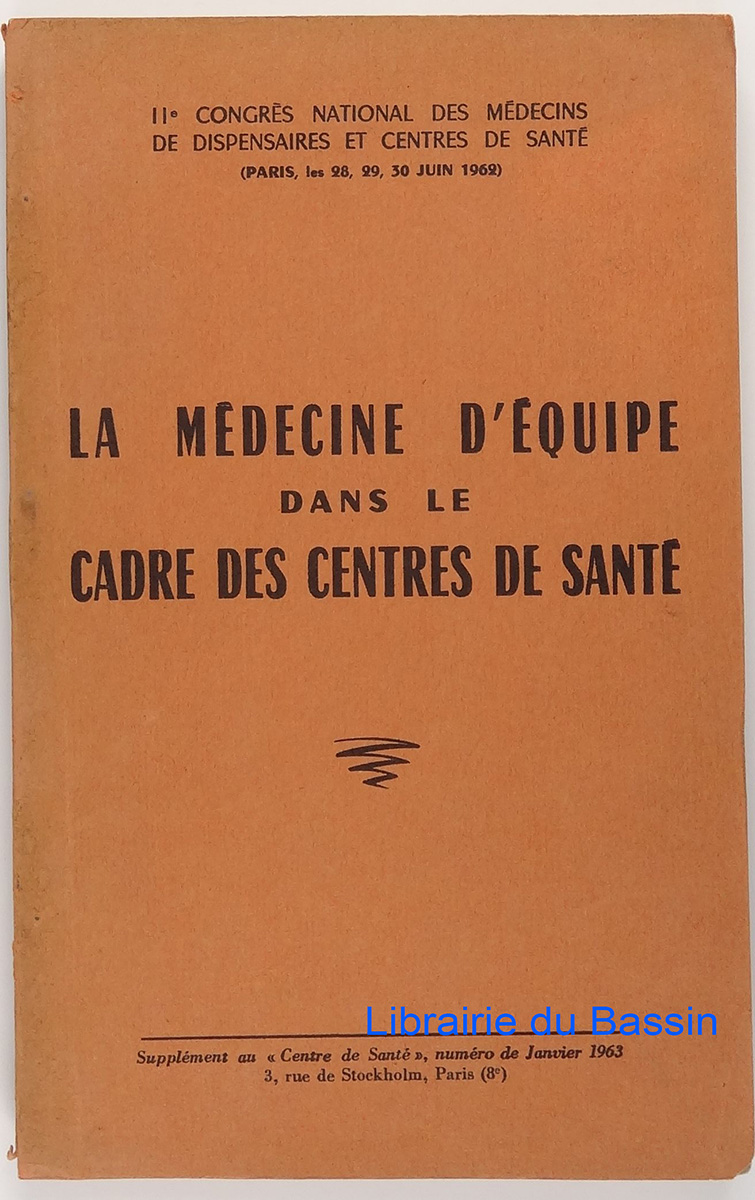 IIe CONGRÈS NATIONAL DES MÉDECINS
DE DISPENSAIRES ET CENTRES DE SANTÉ
(PARIS, les 28, 29, 30 JUIN 1962)
LA MÉDECINE D'ÉQUIPE
DANS LE
CADRE DES CENTRES DE SANTÉ
Librairie du Bassin
Supplément au « Centre de Santé », numéro de Janvier 1963
3, rue de Stockholm, Paris (8e)